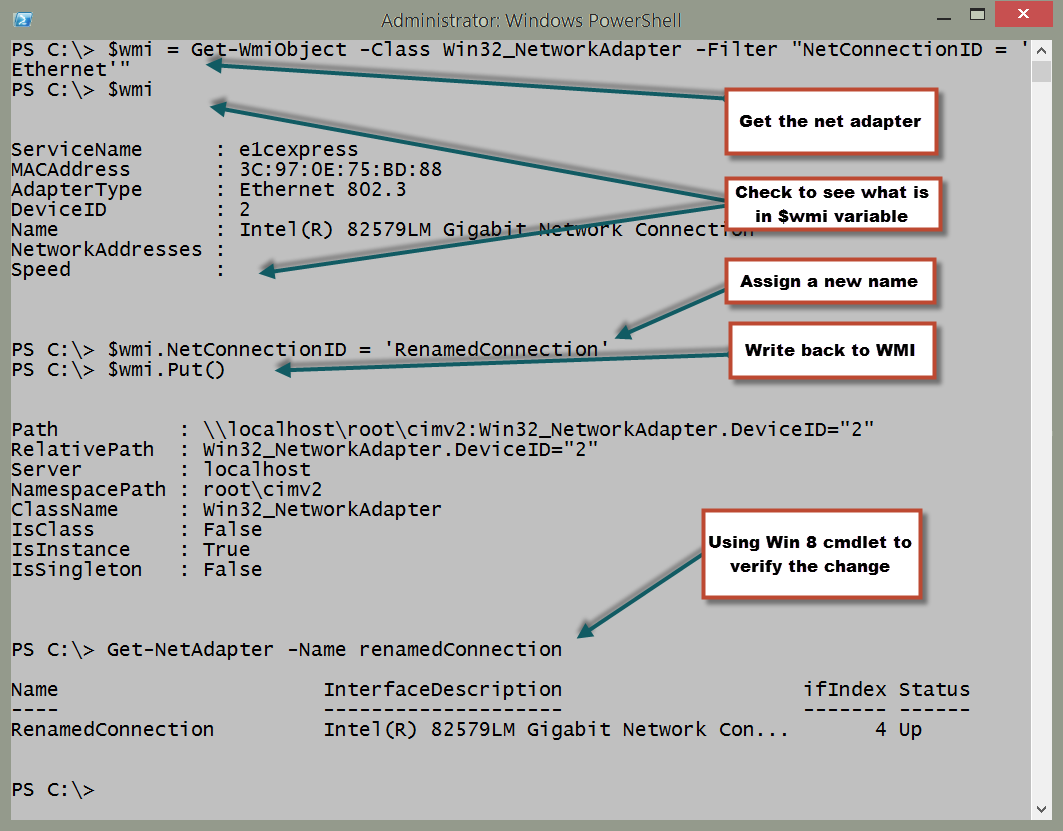 Administrator: Windows PowerShell
PS C:\> $wmi = Get-WmiObject -Class Win32_NetworkAdapter -Filter "NetConnectionID = '
Ethernet'"
PS C:\> $wmi
Get the net adapter
ServiceName : e1cexpress
MACAddress : 3C:97:0E:75:BD:88
AdapterType : Ethernet 802.3
DeviceID : 2
Name : Intel(R) 82579LM Gigabit Network Connection
NetworkAddresses :
Speed :
Check to see what is
in $wmi variable
Assign a new name
PS C:\> $wmi.NetConnectionID = 'RenamedConnection'
PS C:\> $wmi.Put()
Write back to WMI
Path : \\localhost\root\cimv2:Win32_NetworkAdapter.DeviceID="2"
RelativePath : Win32_NetworkAdapter.DeviceID="2"
Server : localhost
NamespacePath : root\cimv2
ClassName : Win32_NetworkAdapter
IsClass : False
IsInstance : True
IsSingleton : False
Using Win 8 cmdlet to
verify the change
PS C:\> Get-NetAdapter -Name renamedConnection
Name InterfaceDescription ifIndex Status
---- -------------------- ------- ------
RenamedConnection Intel(R) 82579LM Gigabit Network Con... 4 Up
PS C:\>